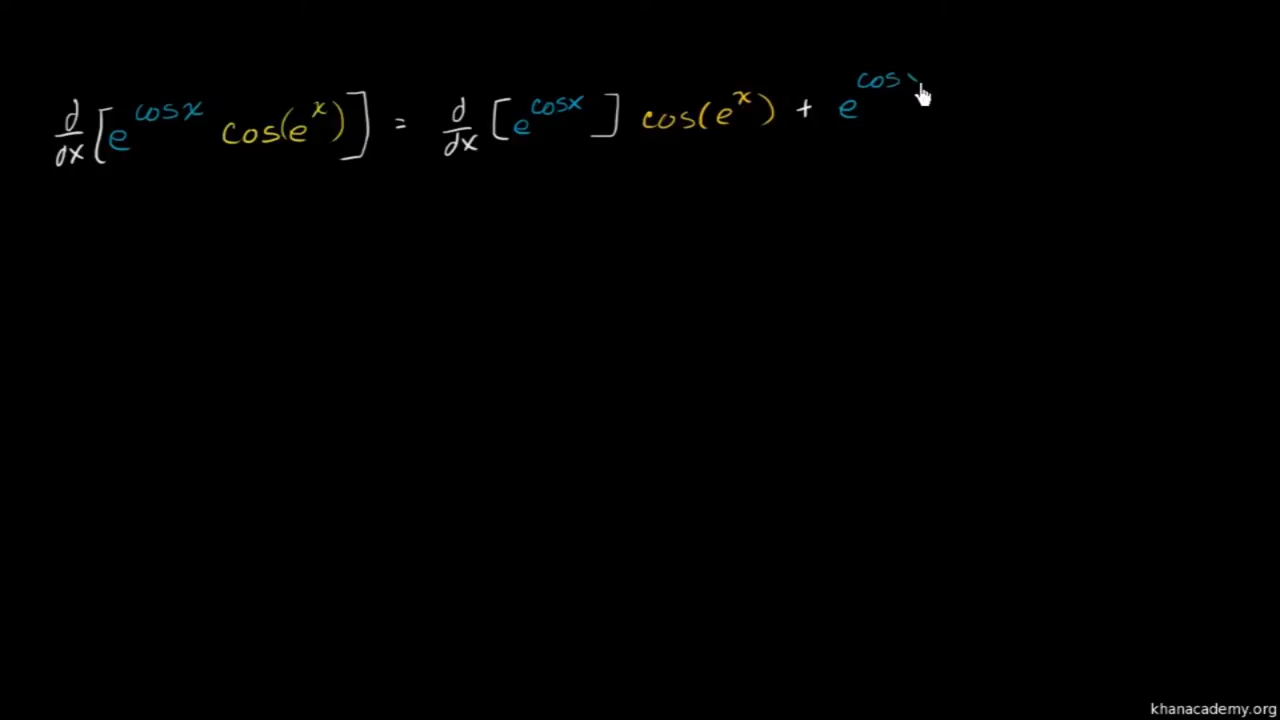 d/dx [e^cosx cos(e^x)] = d/dx [e^cosx] cos(e^x) + e^cos
khanacademy.org